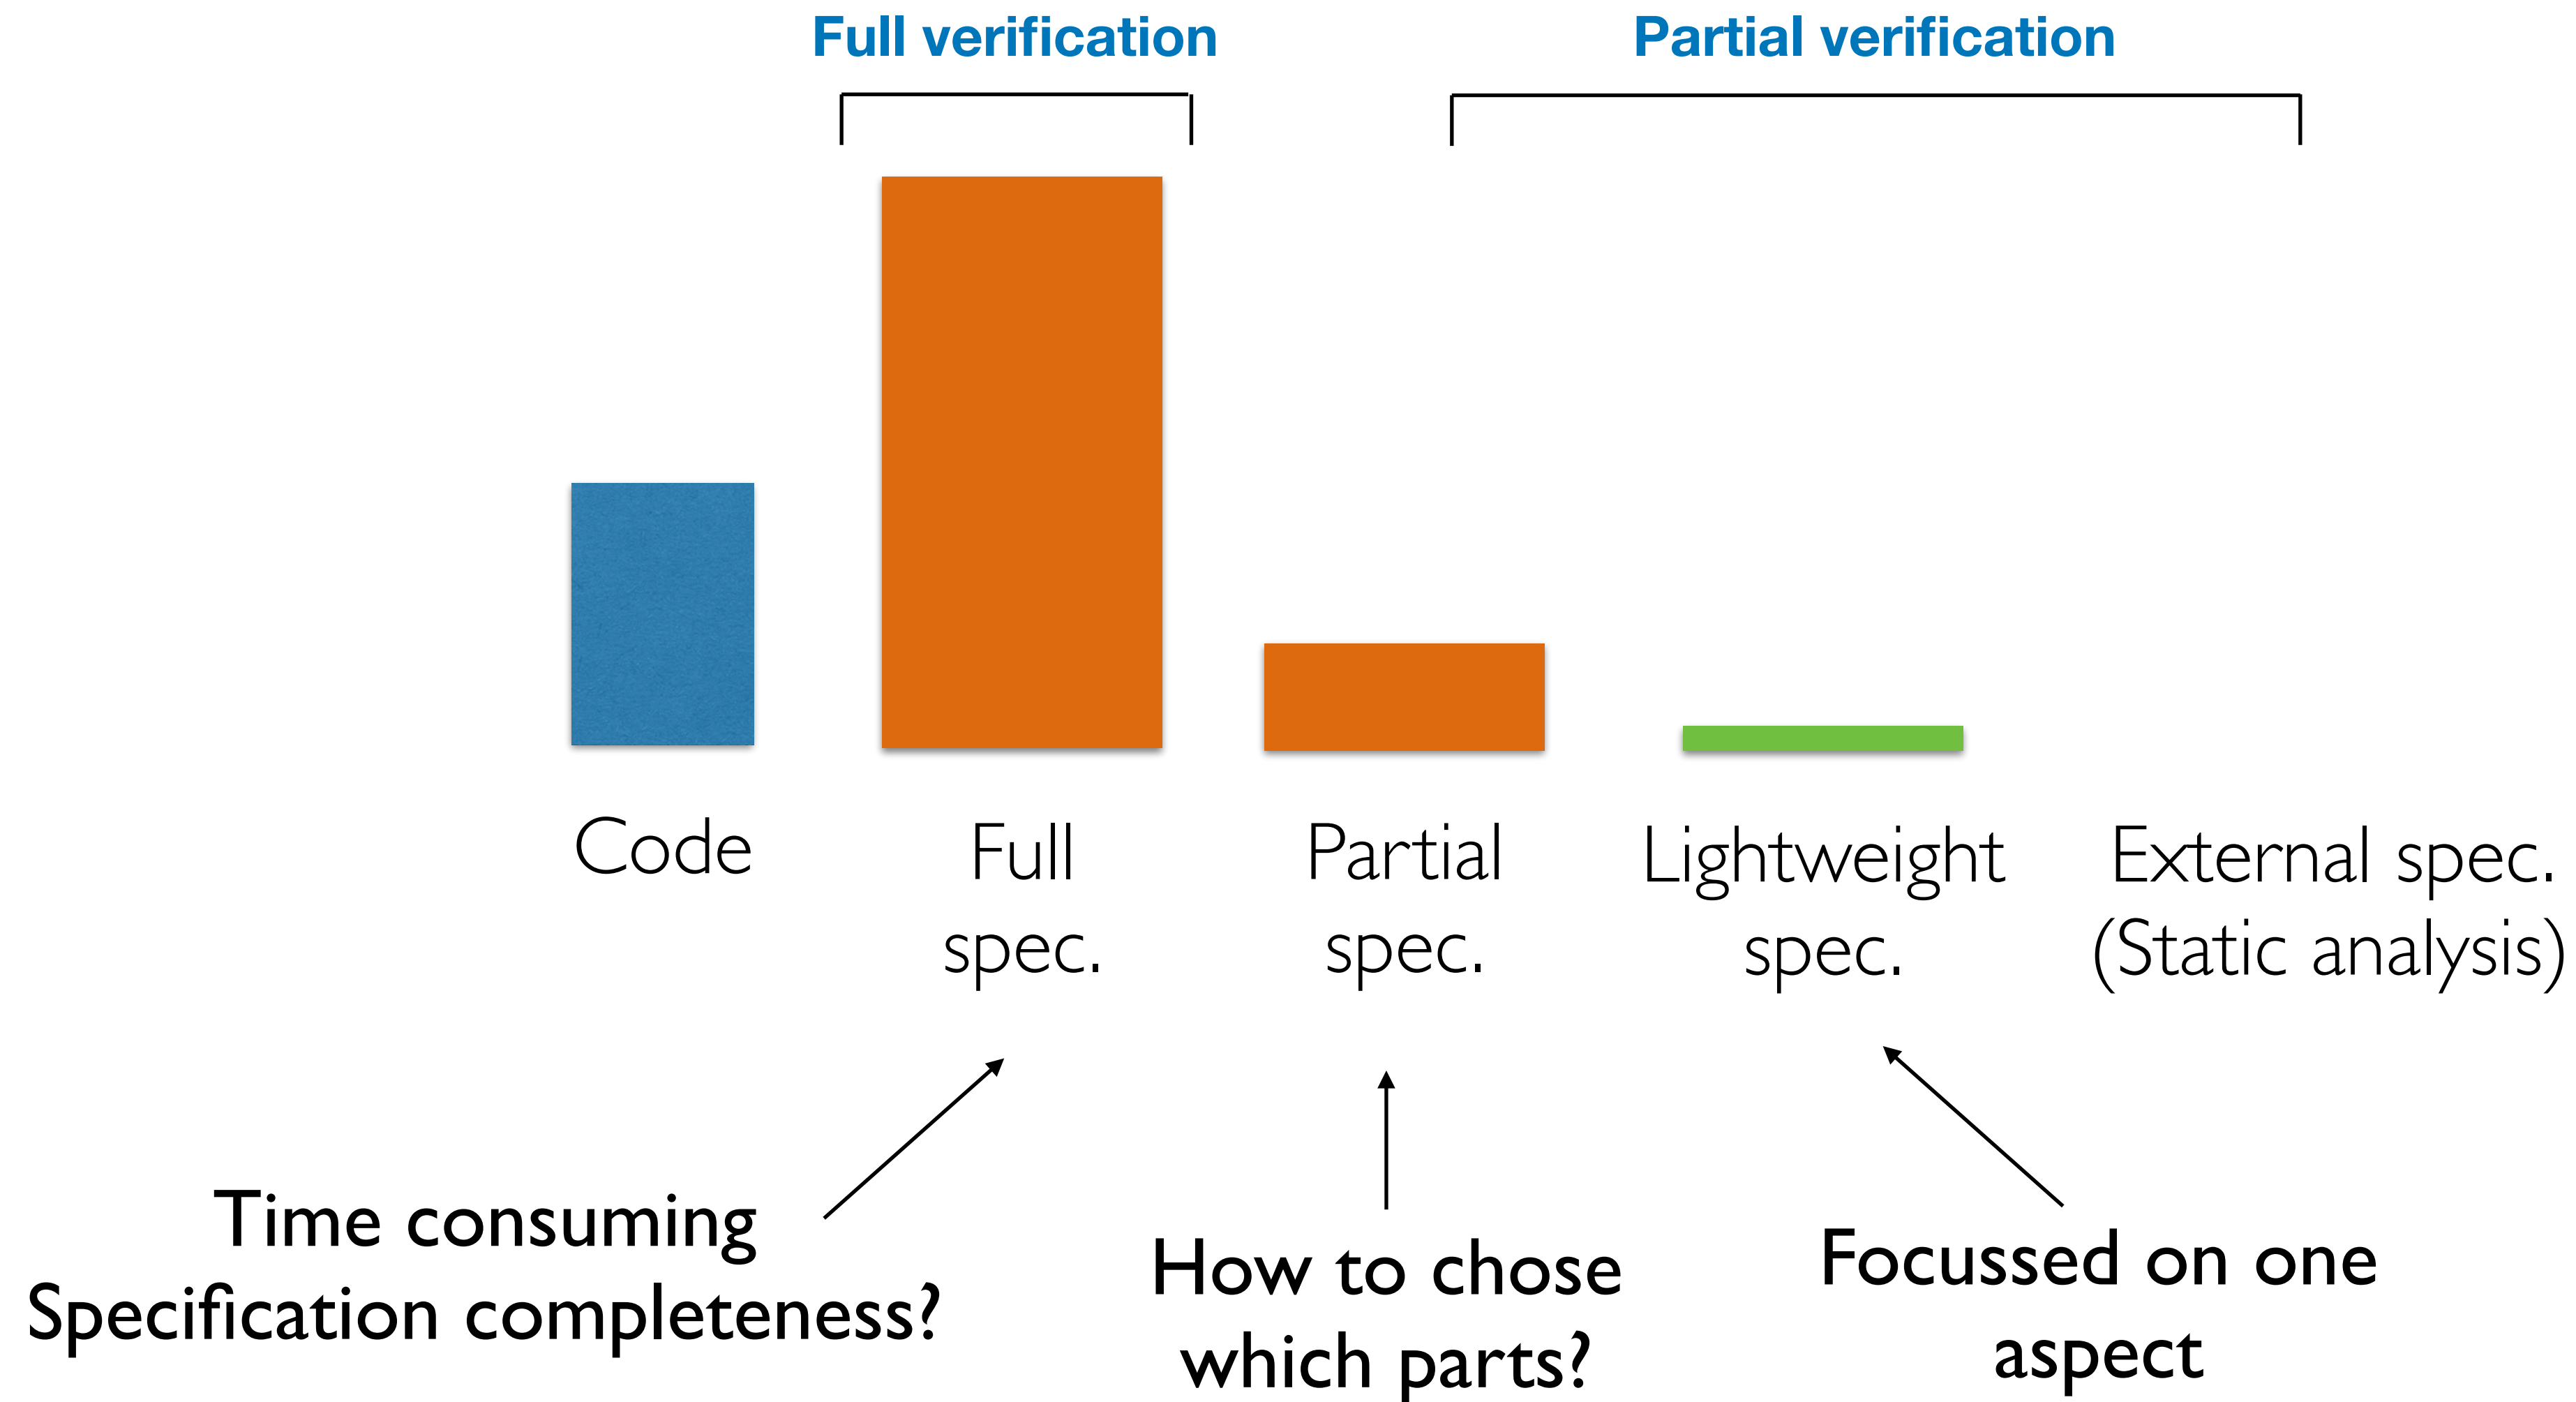 Full verification
Partial verification
Code
Full
spec.
Partial
spec.
Lightweight
spec.
External spec.
(Static analysis)
Time consuming
Specification completeness?
How to chose
which parts?
Focussed on one
aspect